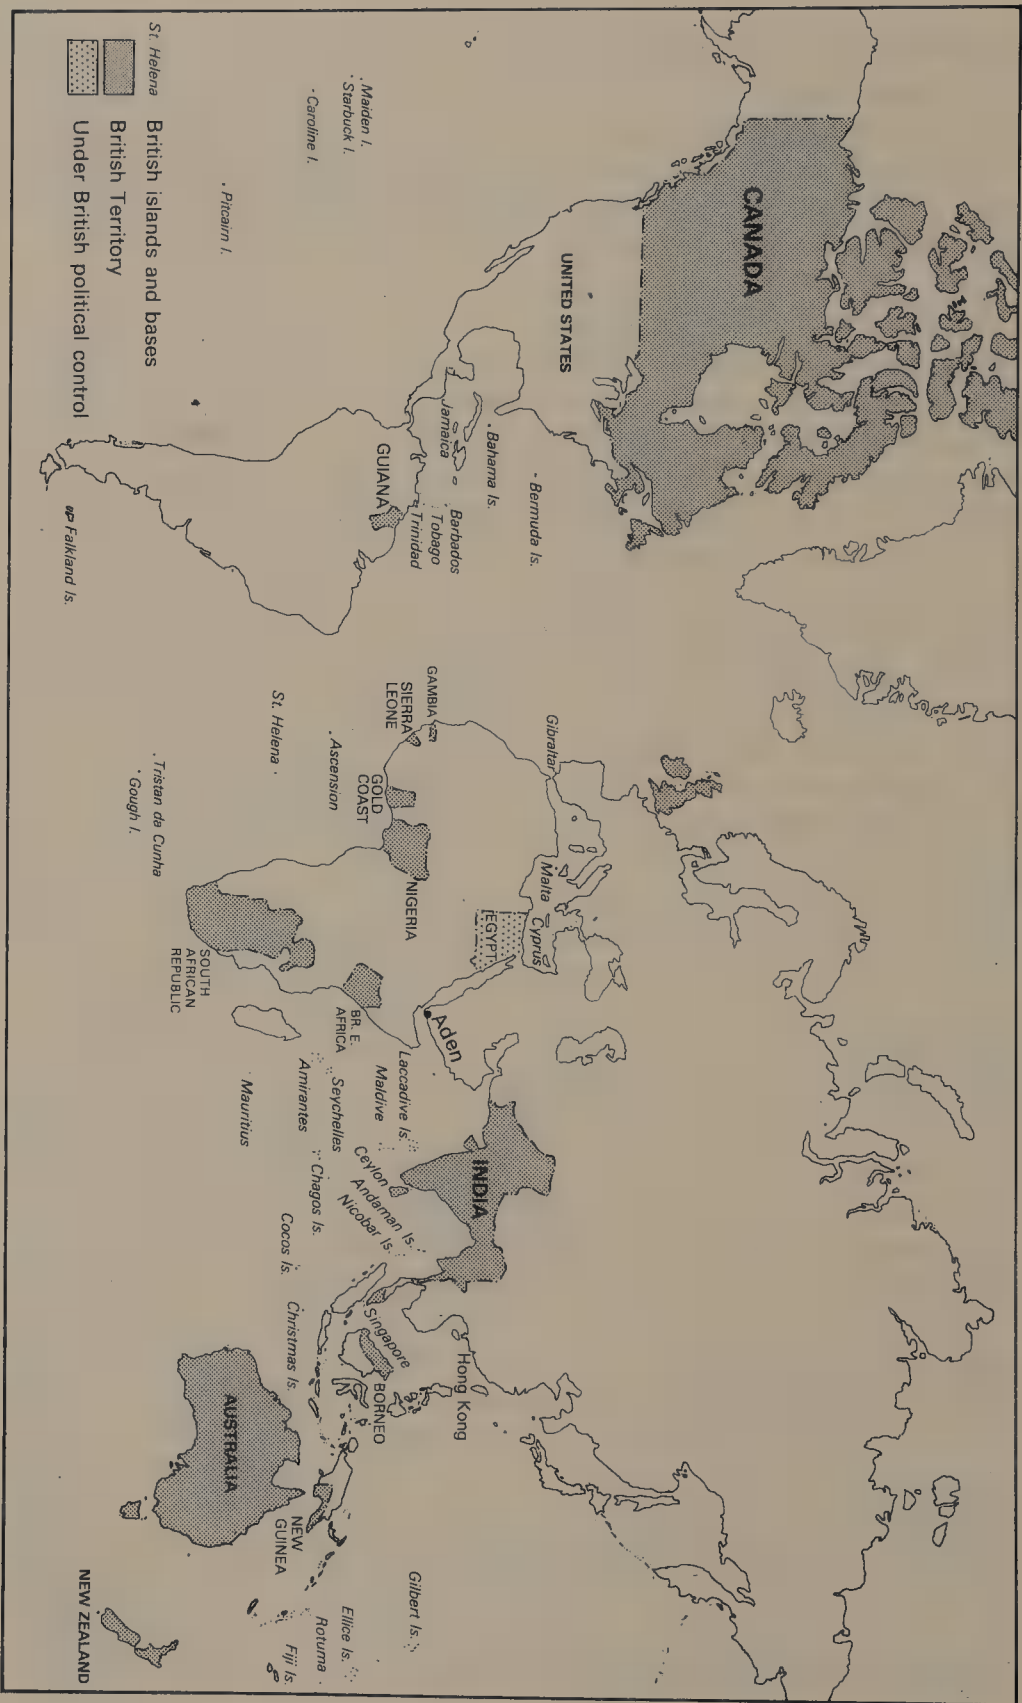 CANADA
UNITED STATES
Maiden I.
Starbuck I.
Caroline I.
Pitcairn I.
Bermuda Is.
Bahama Is.
Jamaica
Barbados
Tobago
Trinidad
GUIANA
Falkland Is.
St. Helena British islands and bases
British Territory
Under British political control
Gibraltar
Malta
Cyprus
EGYPT
GAMBIA
SIERRA
LEONE
GOLD
COAST
NIGERIA
Ascension
St. Helena
Tristan da Cunha
Gough I.
SOUTH
AFRICAN
REPUBLIC
BR. E.
AFRICA
Aden
Laccadive Is.
Maldive
Seychelles
Amirantes
Mauritius
INDIA
Ceylon
Andaman Is.
Nicobar Is.
Chagos Is.
Cocos Is.
Christmas Is.
Singapore
Hong Kong
BORNEO
AUSTRALIA
NEW
GUINEA
Gilbert Is.
Ellice Is.
Rotuma
Fiji Is.
NEW ZEALAND